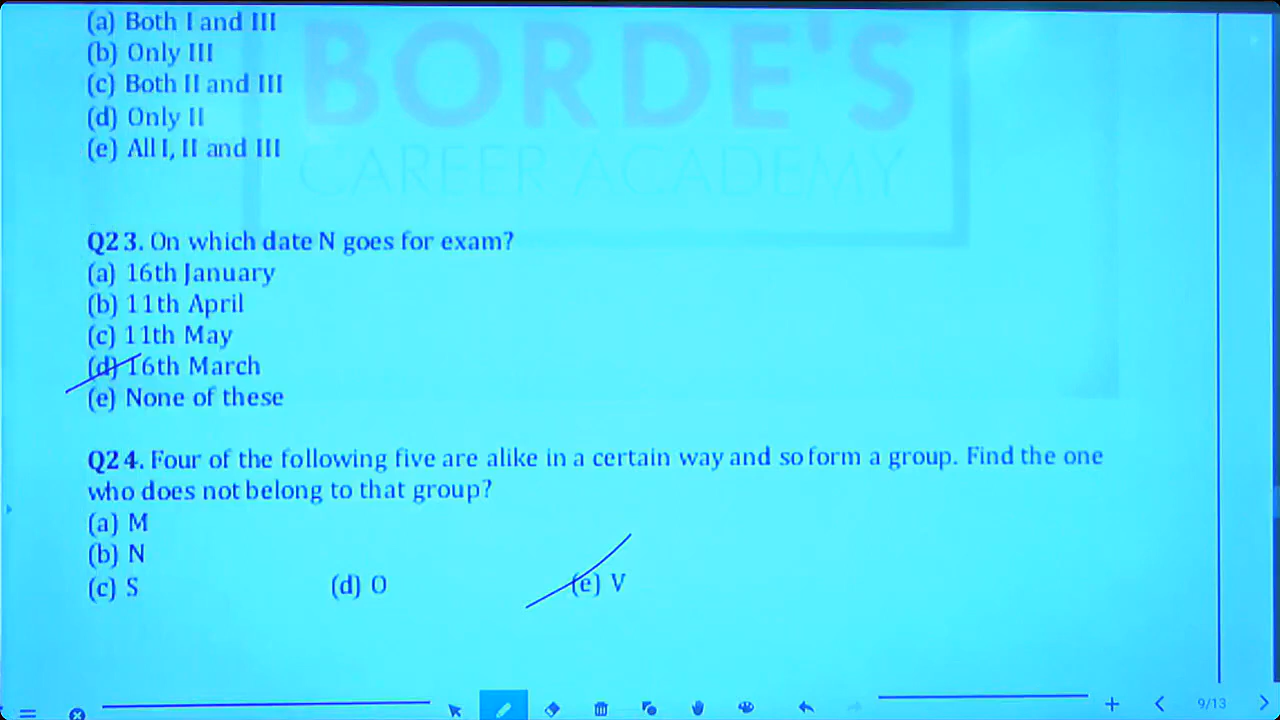 (a) Both I and III
(b) Only III
(c) Both II and III
(d) Only II
(e) All I, II and III
BORDE'S
CAREER ACADEMY
Q23. On which date N goes for exam?
(a) 16th January
(b) 11th April
(c) 11th May
(d) 16th March
(e) None of these
Q24. Four of the following five are alike in a certain way and so form a group. Find the one
who does not belong to that group?
(a) M
(b) N
(c) S (d) O (e) V
9/13